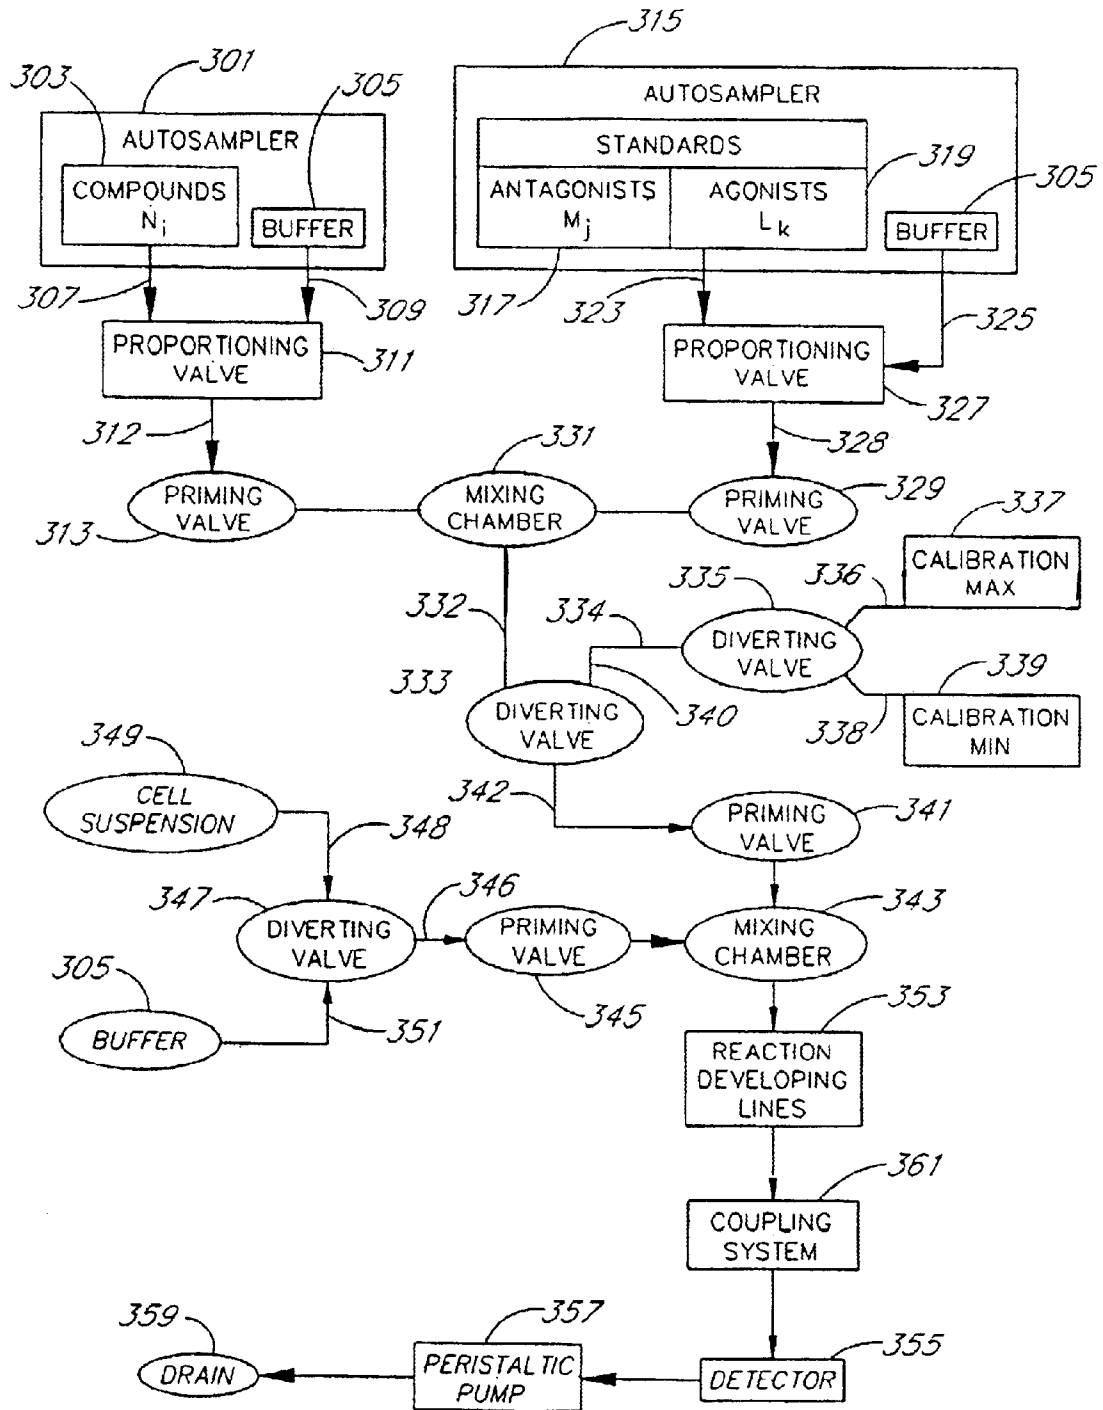 315
301
303
305
AUTOSAMPLER
AUTOSAMPLER
STANDARDS
319
305
COMPOUNDS
Ni
BUFFER
ANTAGONISTS
Mj
AGONISTS
Lk
BUFFER
307
309
317
323
325
PROPORTIONING
VALVE
311
PROPORTIONING
VALVE
327
312
331
328
PRIMING
VALVE
313
MIXING
CHAMBER
PRIMING
VALVE
329
337
CALIBRATION
MAX
335
336
332
334
DIVERTING
VALVE
339
333
340
338
CALIBRATION
MIN
DIVERTING
VALVE
349
CELL
SUSPENSION
342
PRIMING
VALVE
341
348
347
346
343
DIVERTING
VALVE
PRIMING
VALVE
MIXING
CHAMBER
305
351
345
353
BUFFER
REACTION
DEVELOPING
LINES
361
COUPLING
SYSTEM
359
357
355
DRAIN
PERISTALTIC
PUMP
DETECTOR